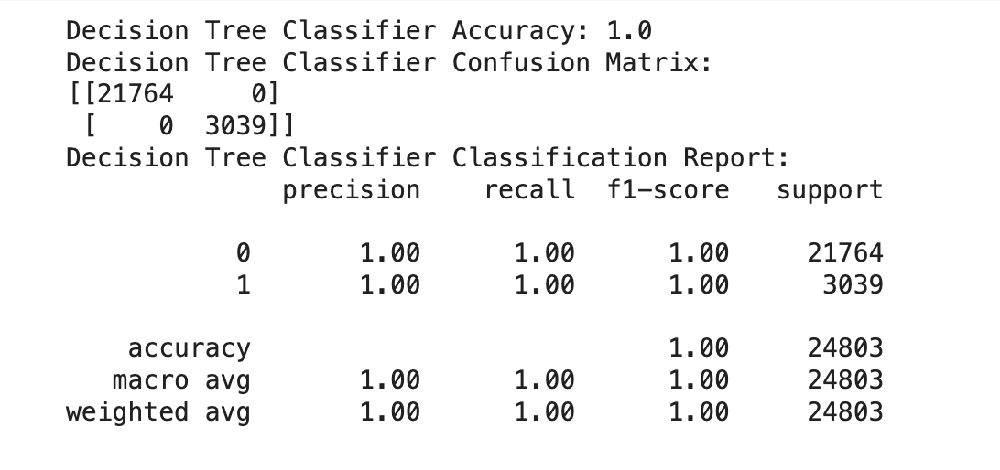 Decision Tree Classifier Accuracy: 1.0
Decision Tree Classifier Confusion Matrix:
[[21764     0]
 [    0  3039]]
Decision Tree Classifier Classification Report:
              precision    recall  f1-score   support

           0       1.00      1.00      1.00     21764
           1       1.00      1.00      1.00      3039

    accuracy                           1.00     24803
   macro avg       1.00      1.00      1.00     24803
weighted avg       1.00      1.00      1.00     24803